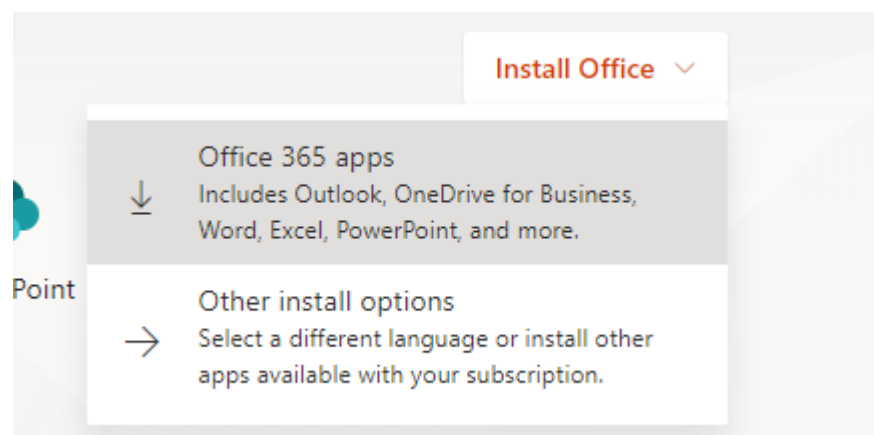 Install Office
Office 365 apps
Includes Outlook, OneDrive for Business,
Word, Excel, PowerPoint, and more.
Point
Other install options
Select a different language or install other
apps available with your subscription.